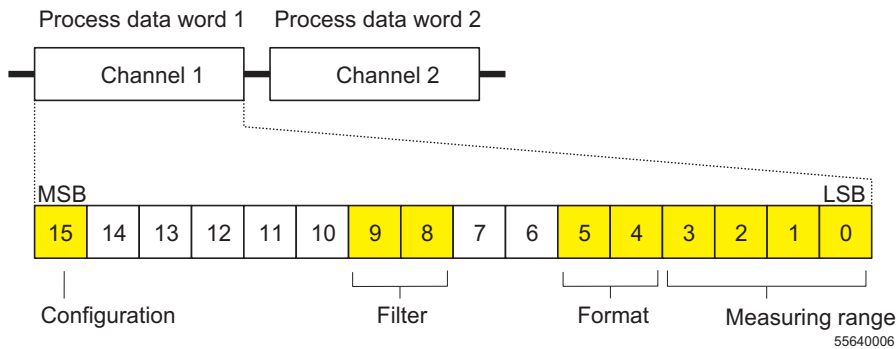 Process data word 1 Process data word 2
Channel 1 Channel 2
MSB LSB
15 14 13 12 11 10 9 8 7 6 5 4 3 2 1 0
Configuration Filter Format Measuring range
55640006